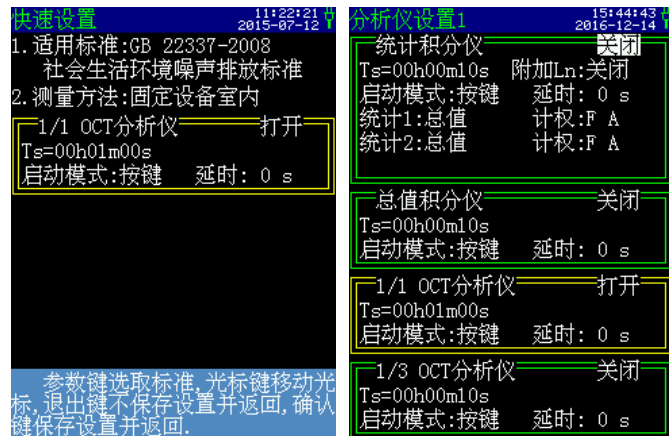 快速设置
11:22:21
2015-07-12
1.适用标准:GB 22337-2008
社会生活环境噪声排放标准
2.测量方法:固定设备室内
1/1 OCT分析仪 打开
Ts=00h01m00s
启动模式:按键 延时: 0 s
参数键选取标准,光标键移动光
标,退出键不保存设置并返回,确认
键保存设置并返回.
分析仪设置1
15:44:43
2016-12-14
统计积分仪 关闭
Ts=00h00m10s 附加Ln:关闭
启动模式:按键 延时: 0 s
统计1:总值 计权:F A
统计2:总值 计权:F A
总值积分仪 关闭
Ts=00h00m10s
启动模式:按键 延时: 0 s
1/1 OCT分析仪 打开
Ts=00h01m00s
启动模式:按键 延时: 0 s
1/3 OCT分析仪 关闭
Ts=00h00m10s
启动模式:按键 延时: 0 s